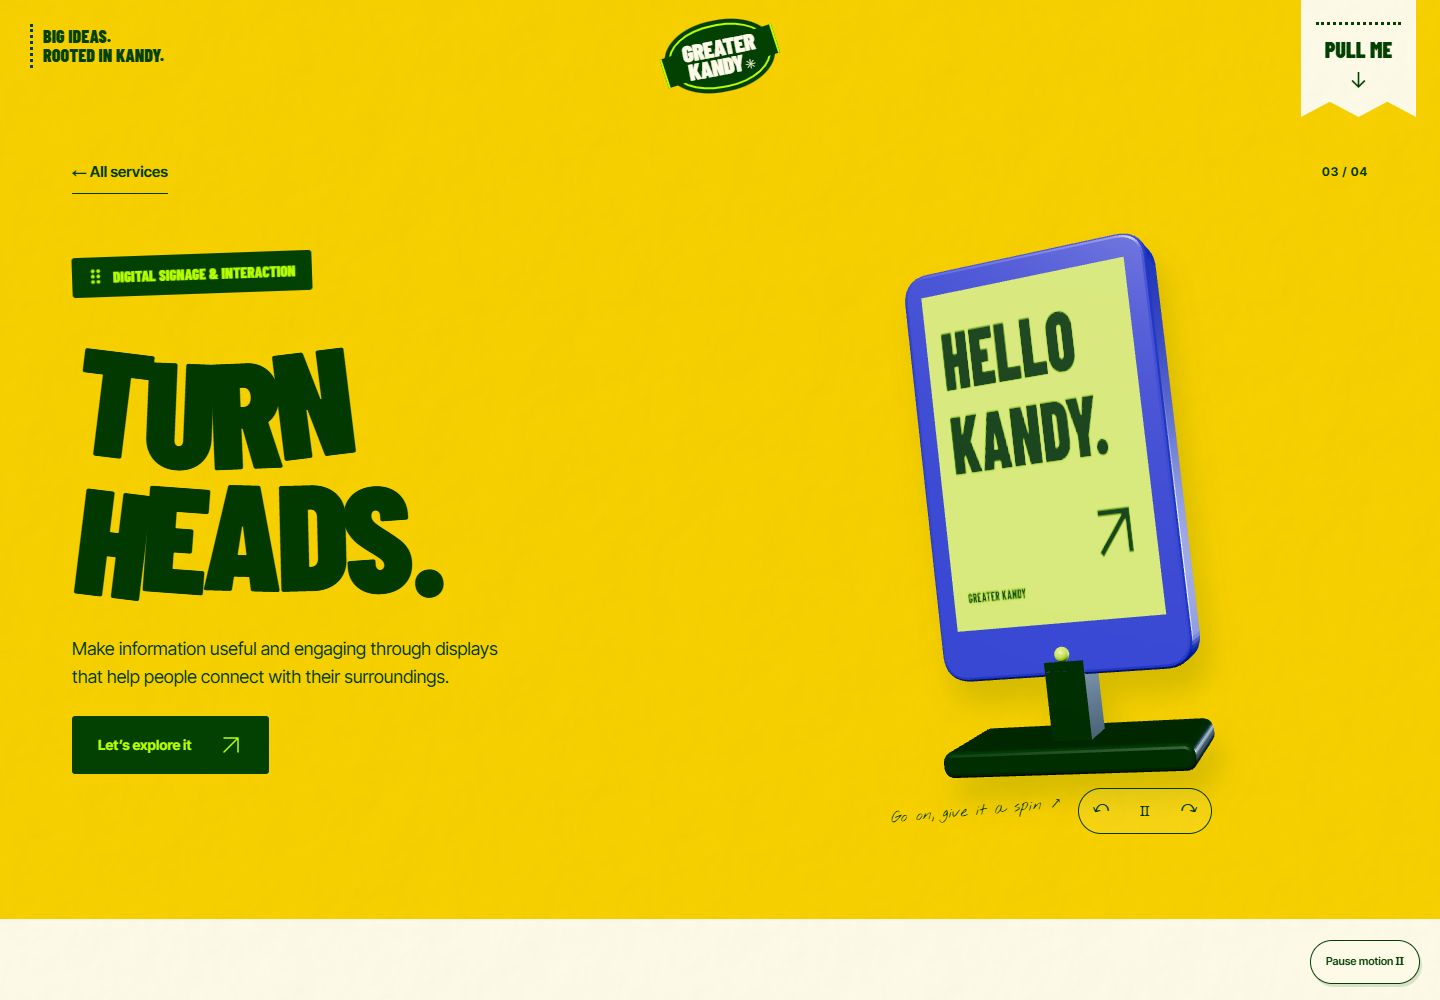 BIG IDEAS.
ROOTED IN KANDY.
GREATER
KANDY
PULL ME
↓
← All services
03 / 04
DIGITAL SIGNAGE & INTERACTION
TURN
HEADS.
Make information useful and engaging through displays
that help people connect with their surroundings.
Let’s explore it
HELLO
KANDY.
GREATER KANDY
Go on, give it a spin ↗
Pause motion II